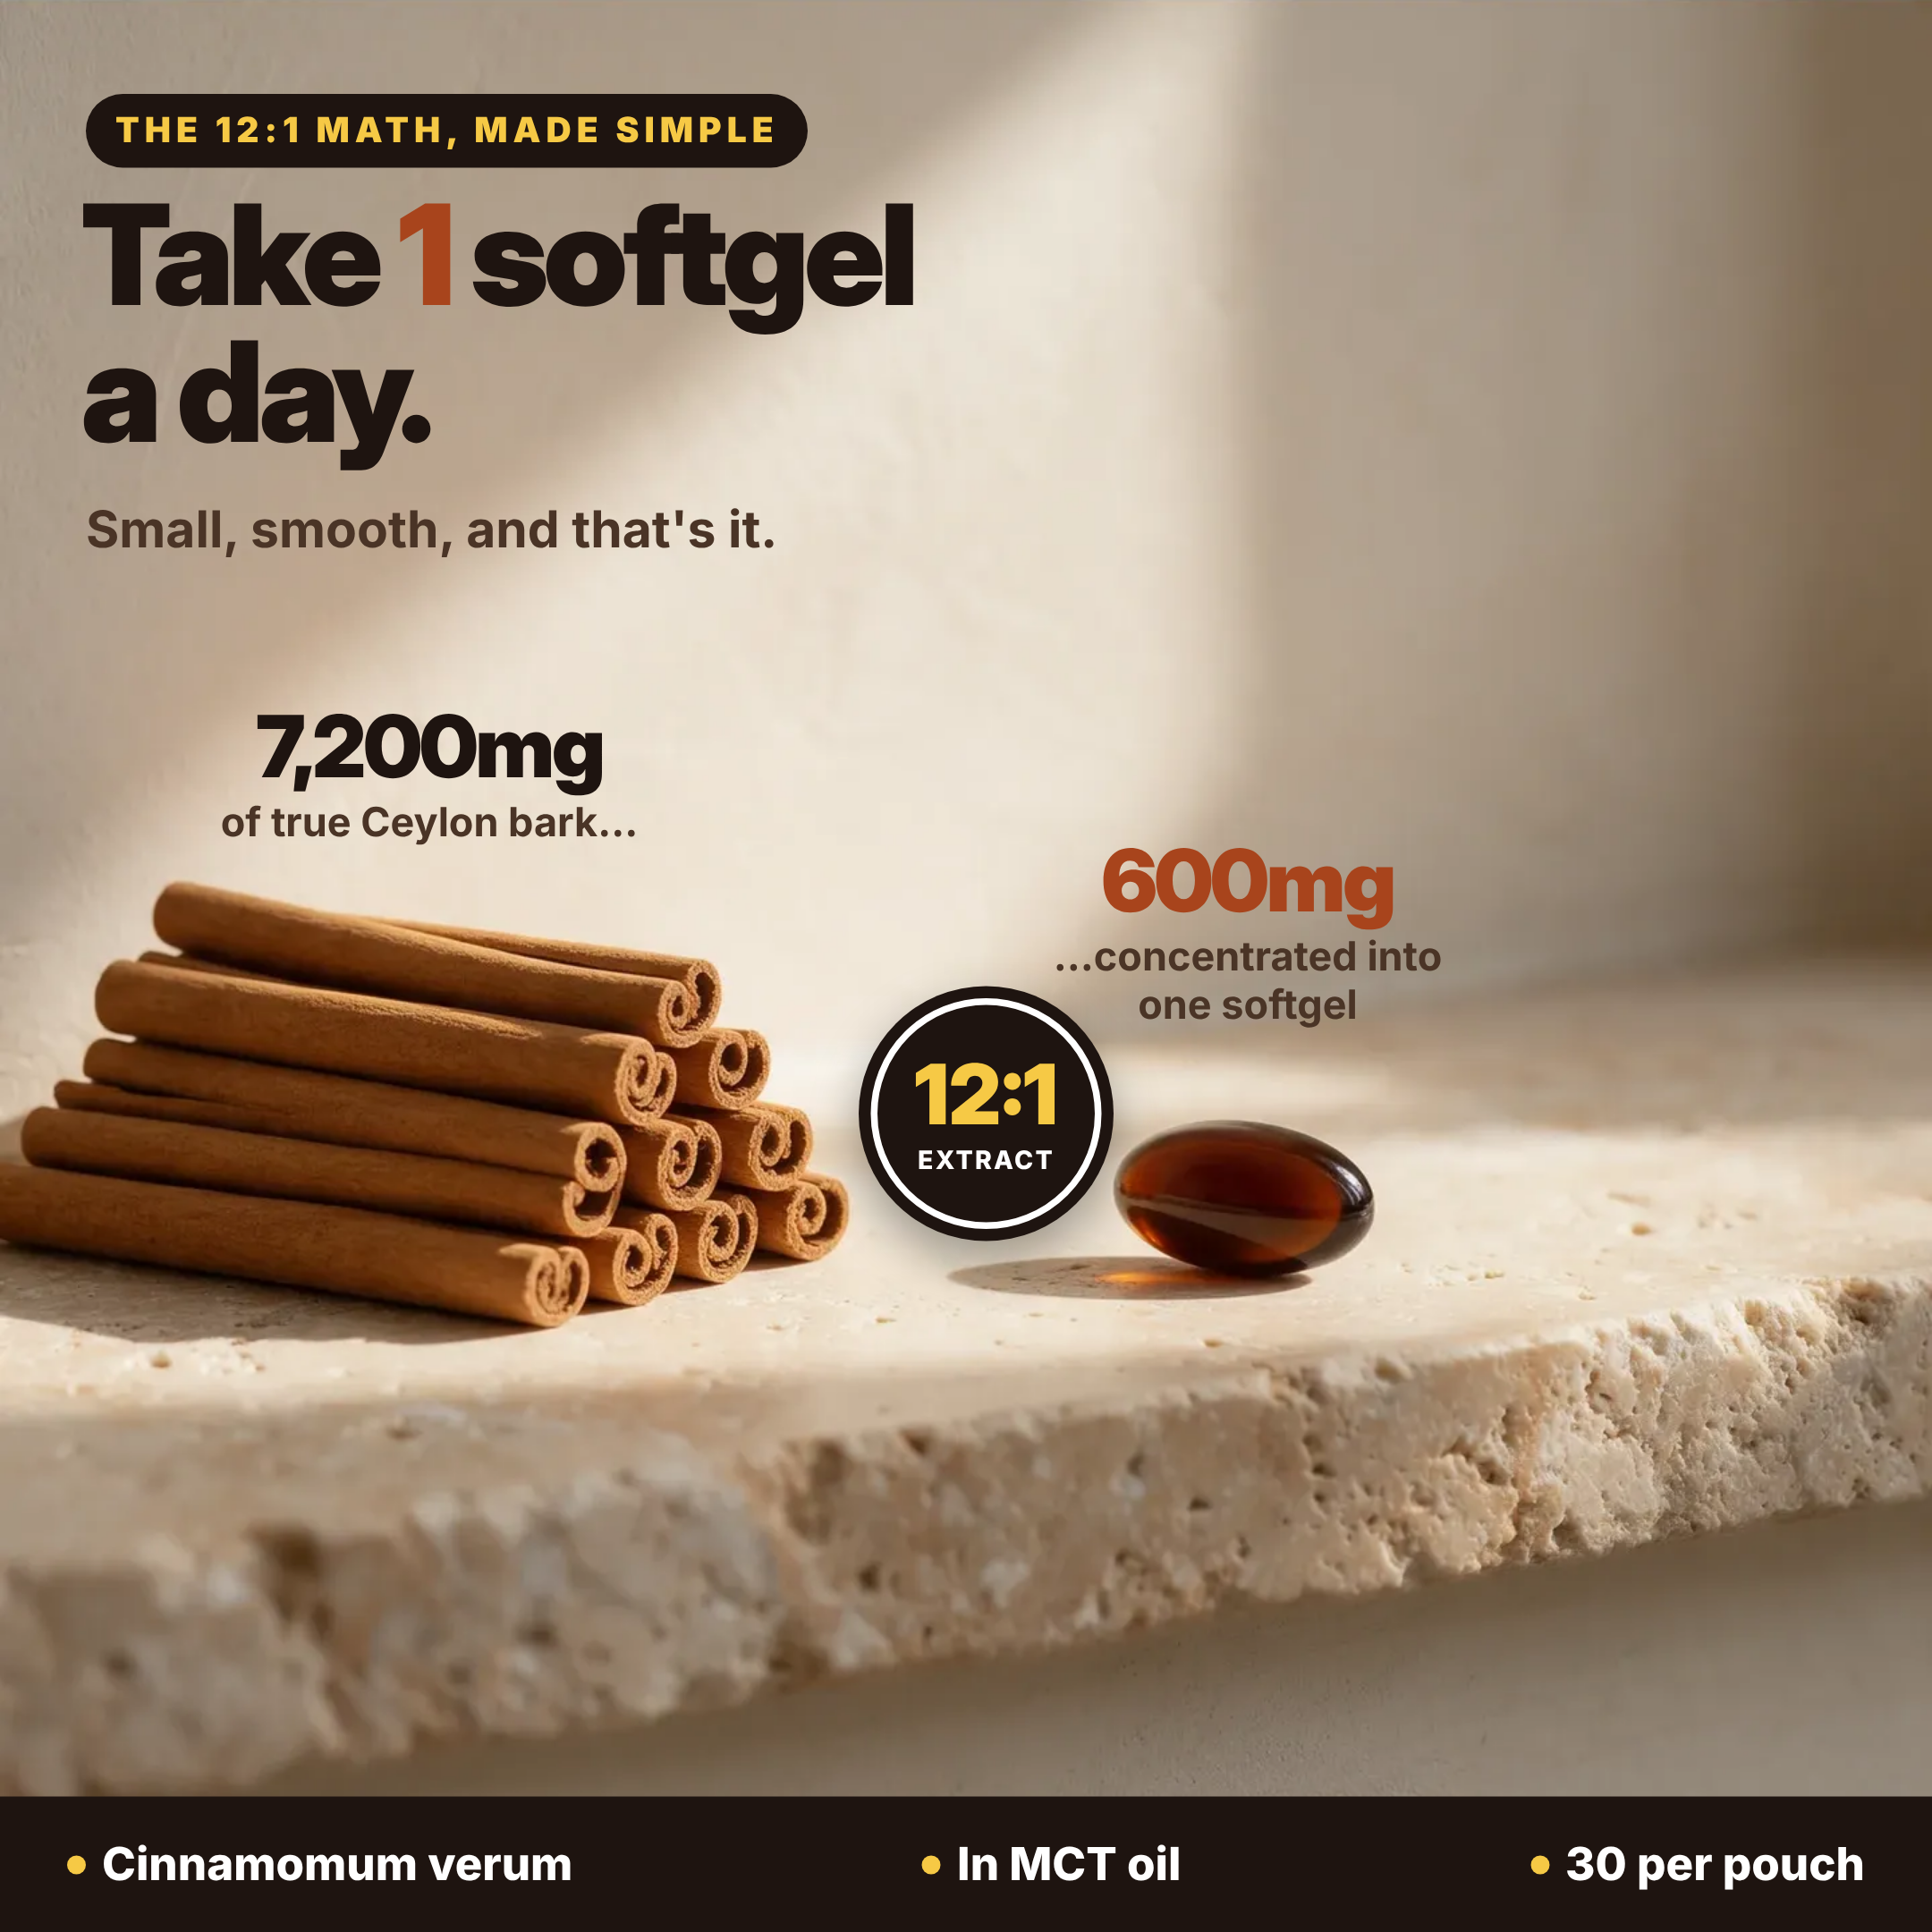 THE 12:1 MATH, MADE SIMPLE
Take 1 softgel
a day.
Small, smooth, and that's it.
7,200mg
of true Ceylon bark...
600mg
...concentrated into
one softgel
12:1
EXTRACT
• Cinnamomum verum
• In MCT oil
• 30 per pouch